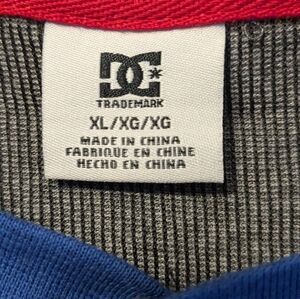 DC*
TRADEMARK
XL/XG/XG
MADE IN CHINA
FABRIQUE EN CHINE
HECHO EN CHINA